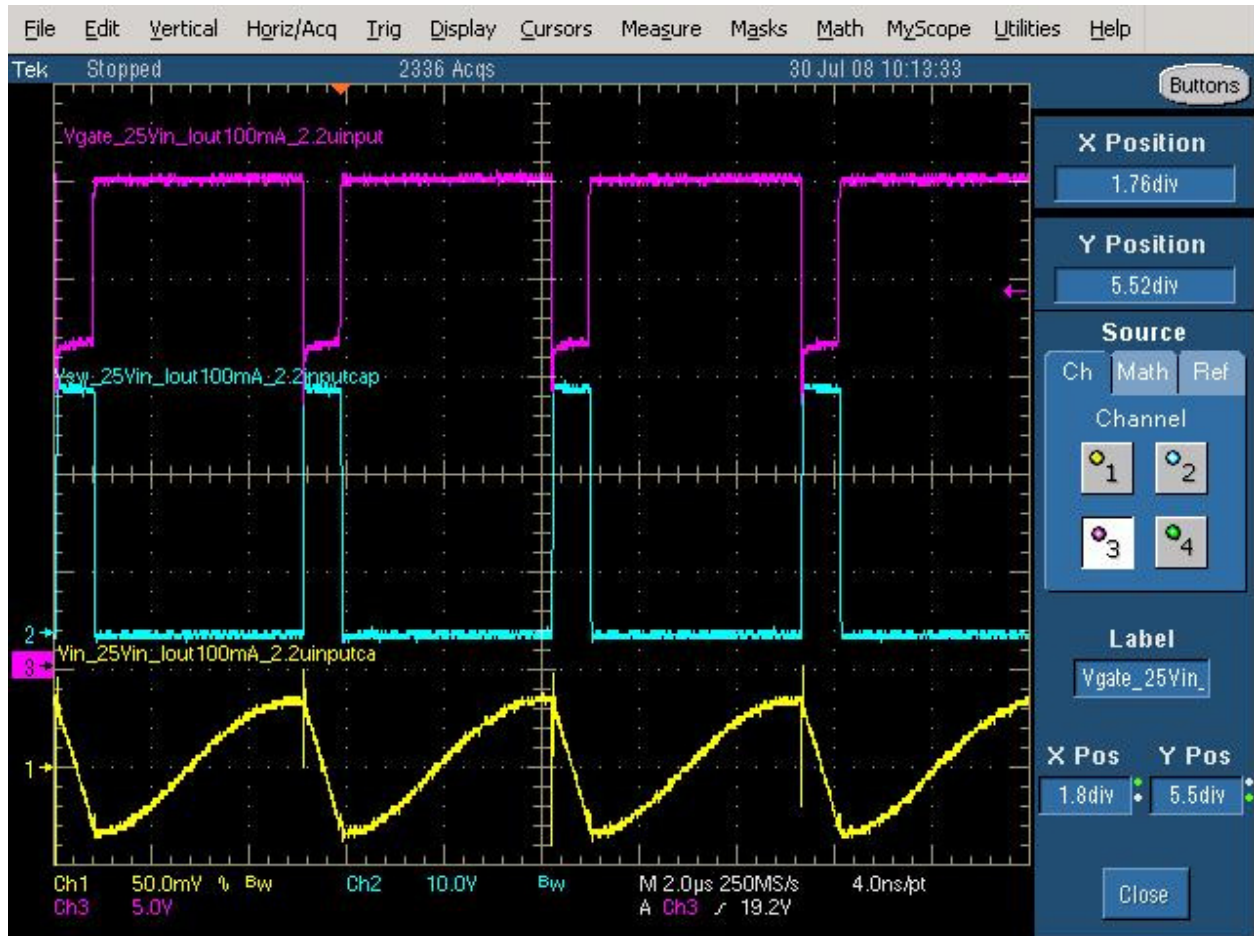 File Edit Vertical Horiz/Acq Trig Display Cursors Measure Masks Math MyScope Utilities Help
Tek Stopped 2336 Acqs 30 Jul 08 10:13:33
Buttons
Vgate_25Vin_Iout100mA_2.2uinput
X Position
1.76div
Y Position
5.52div
Source
Ch Math Ref
Vsw_25Vin_Iout100mA_2.2inputcap
Channel
1 2
3 4
2
Vin_25Vin_Iout100mA_2.2uinputca
3
Label
Vgate_25Vin_
X Pos Y Pos
1
1.8div 5.5div
Ch1 50.0mV Bw Ch2 10.0V Bw M 2.0µs 250MS/s 4.0ns/pt
Ch3 5.0V A Ch3 19.2V
Close